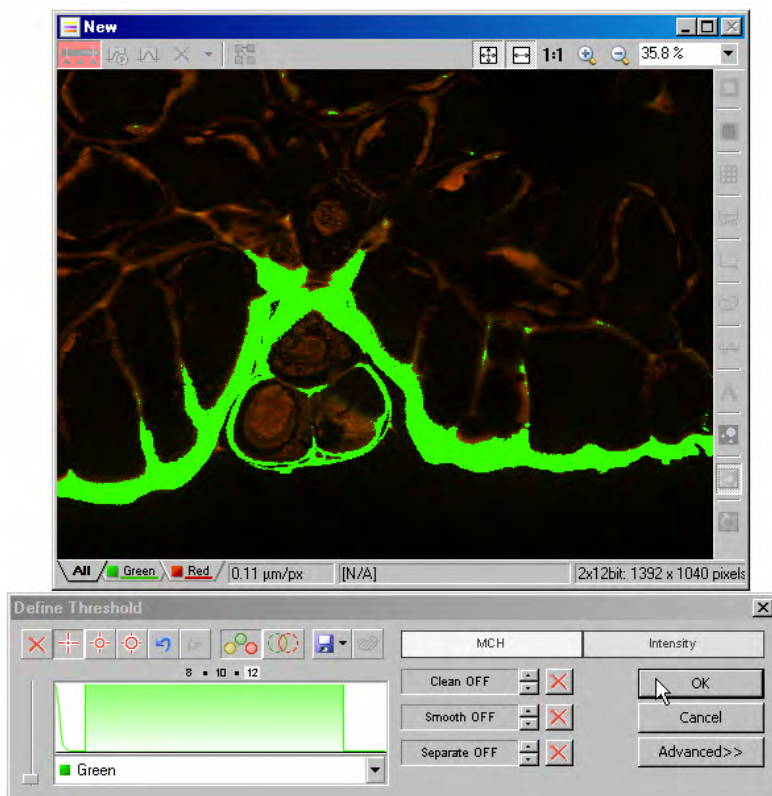 New
1:1 35.8 %
All Green Red 0.11 µm/px [N/A] 2x12bit: 1392 x 1040 pixels
Define Threshold
MCH Intensity
8 ▪ 10 ▪ 12
Clean OFF OK
Smooth OFF Cancel
Separate OFF Advanced>>
Green